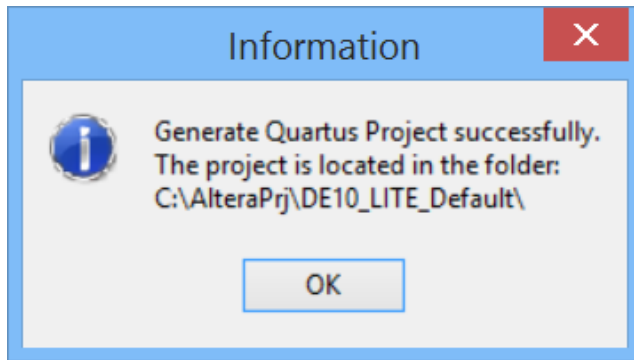 Information
Generate Quartus Project successfully.
The project is located in the folder:
C:\AlteraPrj\DE10_LITE_Default\
OK